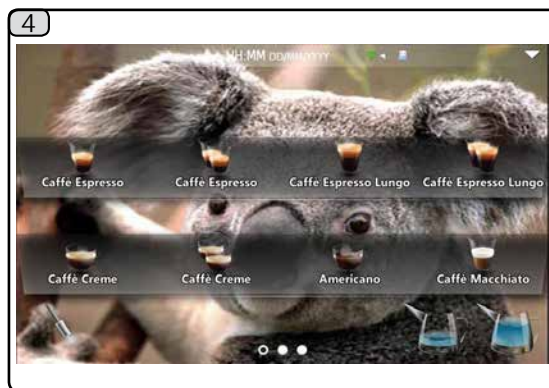 4
HH:MM DD/MM/YYYY
Caffè Espresso Caffè Espresso Caffè Espresso Lungo Caffè Espresso Lungo
Caffè Creme Caffè Creme Americano Caffè Macchiato